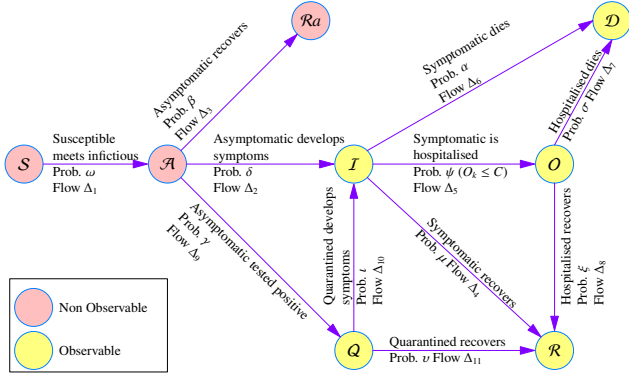 Ra
D
Asymptomatic recovers
Prob. β
Flow Δ3
Symptomatic dies
Prob. α
Flow Δ6
Hospitalised dies
Prob. σ Flow Δ7
Susceptible
meets infictious
Prob. ω
Flow Δ1
Asymptomatic develops
symptoms
Prob. δ
Flow Δ2
Symptomatic is
hospitalised
Prob. ψ (Ok ≤ C)
Flow Δ5
S
A
I
O
Asymptomatic tested positive
Prob. γ
Flow Δ9
Quarantined develops
symptoms
Prob. ι
Flow Δ10
Symptomatic recovers
Prob. μ Flow Δ4
Hospitalised recovers
Prob. ξ
Flow Δ8
Non Observable
Observable
Q
Quarantined recovers
Prob. υ Flow Δ11
R